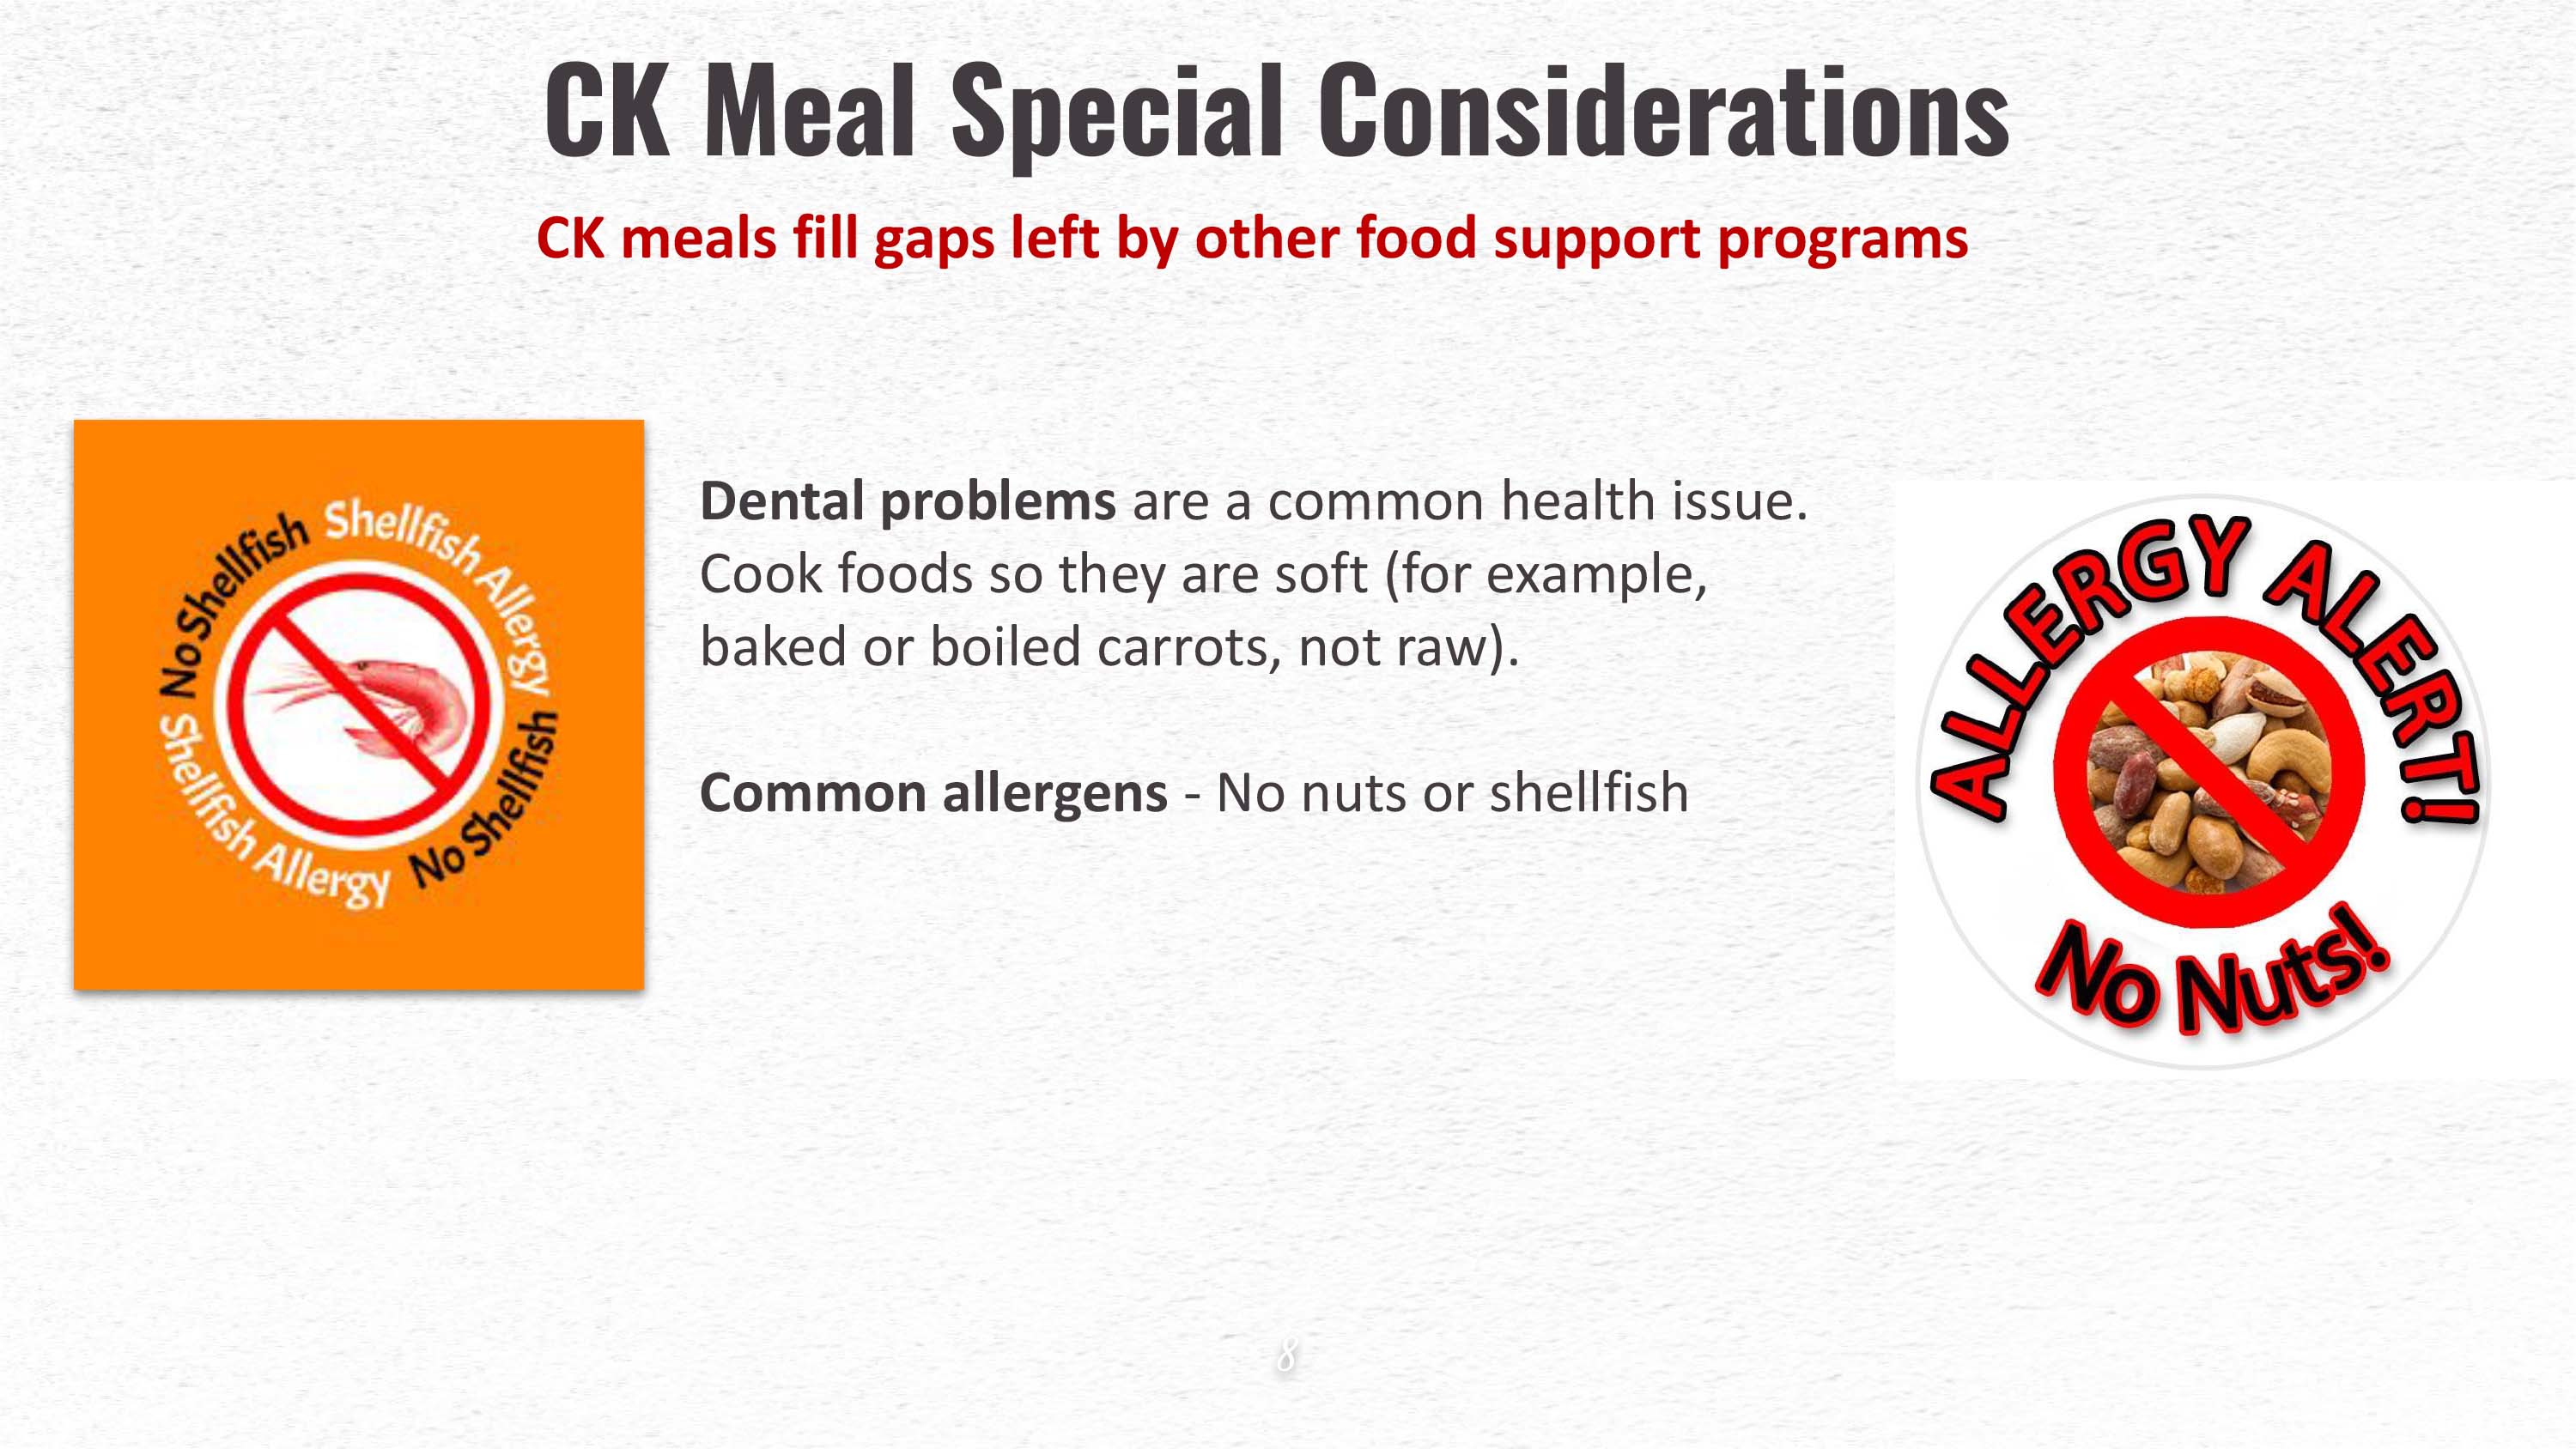 CK Meal Special Considerations
CK meals fill gaps left by other food support programs
No Shellfish Shellfish Allergy
No Shellfish
Shellfish Allergy
Dental problems are a common health issue.
Cook foods so they are soft (for example,
baked or boiled carrots, not raw).
Common allergens - No nuts or shellfish
ALLERGY ALERT!
No Nuts!
8